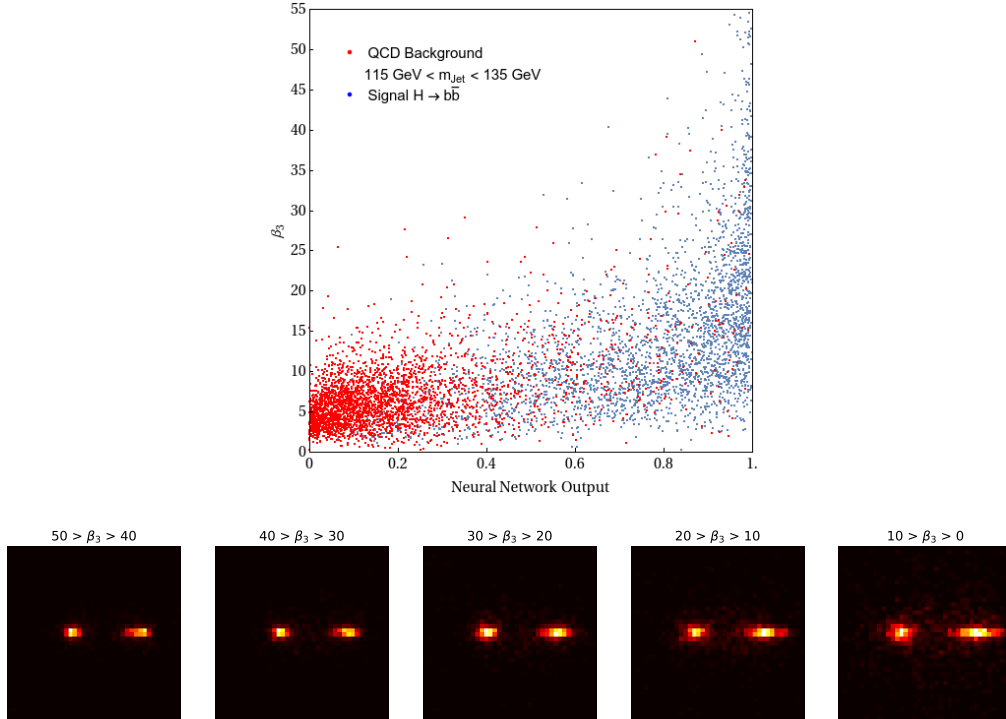 55
50
45
40
35
30
25
20
15
10
5
0
β₃
QCD Background
115 GeV < m_Jet < 135 GeV
Signal H → bb̄
0 0.2 0.4 0.6 0.8 1.
Neural Network Output
50 > β₃ > 40
40 > β₃ > 30
30 > β₃ > 20
20 > β₃ > 10
10 > β₃ > 0